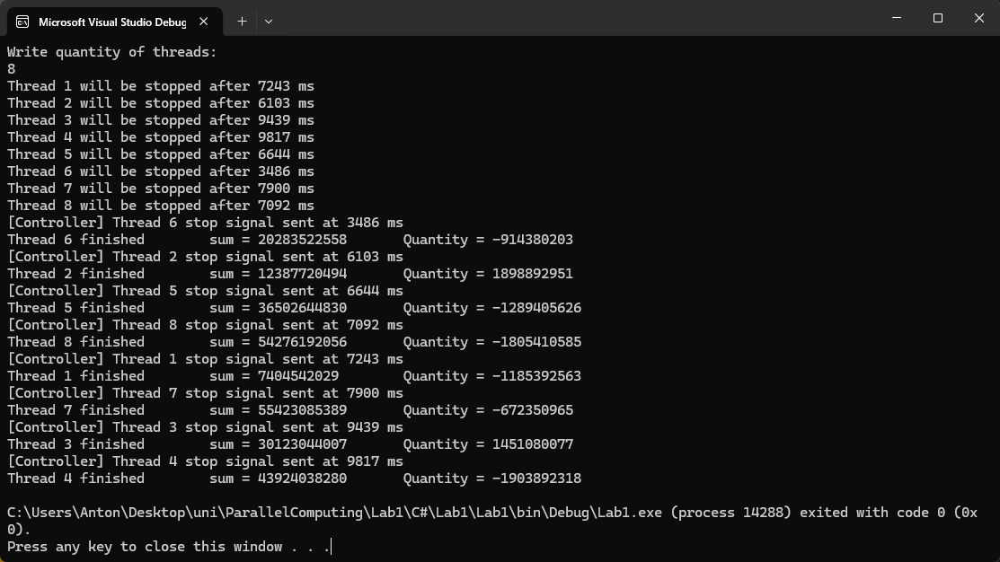 Microsoft Visual Studio Debug
Write quantity of threads:
8
Thread 1 will be stopped after 7243 ms
Thread 2 will be stopped after 6103 ms
Thread 3 will be stopped after 9439 ms
Thread 4 will be stopped after 9817 ms
Thread 5 will be stopped after 6644 ms
Thread 6 will be stopped after 3486 ms
Thread 7 will be stopped after 7900 ms
Thread 8 will be stopped after 7092 ms
[Controller] Thread 6 stop signal sent at 3486 ms
Thread 6 finished        sum = 20283522558       Quantity = -914380203
[Controller] Thread 2 stop signal sent at 6103 ms
Thread 2 finished        sum = 12387720494       Quantity = 1898892951
[Controller] Thread 5 stop signal sent at 6644 ms
Thread 5 finished        sum = 36502644830       Quantity = -1289405626
[Controller] Thread 8 stop signal sent at 7092 ms
Thread 8 finished        sum = 54276192056       Quantity = -1805410585
[Controller] Thread 1 stop signal sent at 7243 ms
Thread 1 finished        sum = 7404542029        Quantity = -1185392563
[Controller] Thread 7 stop signal sent at 7900 ms
Thread 7 finished        sum = 55423085389       Quantity = -672350965
[Controller] Thread 3 stop signal sent at 9439 ms
Thread 3 finished        sum = 30123044007       Quantity = 1451080077
[Controller] Thread 4 stop signal sent at 9817 ms
Thread 4 finished        sum = 43924038280       Quantity = -1903892318
C:\Users\Anton\Desktop\uni\ParallelComputing\Lab1\C#\Lab1\Lab1\bin\Debug\Lab1.exe (process 14288) exited with code 0 (0x
0).
Press any key to close this window . . .